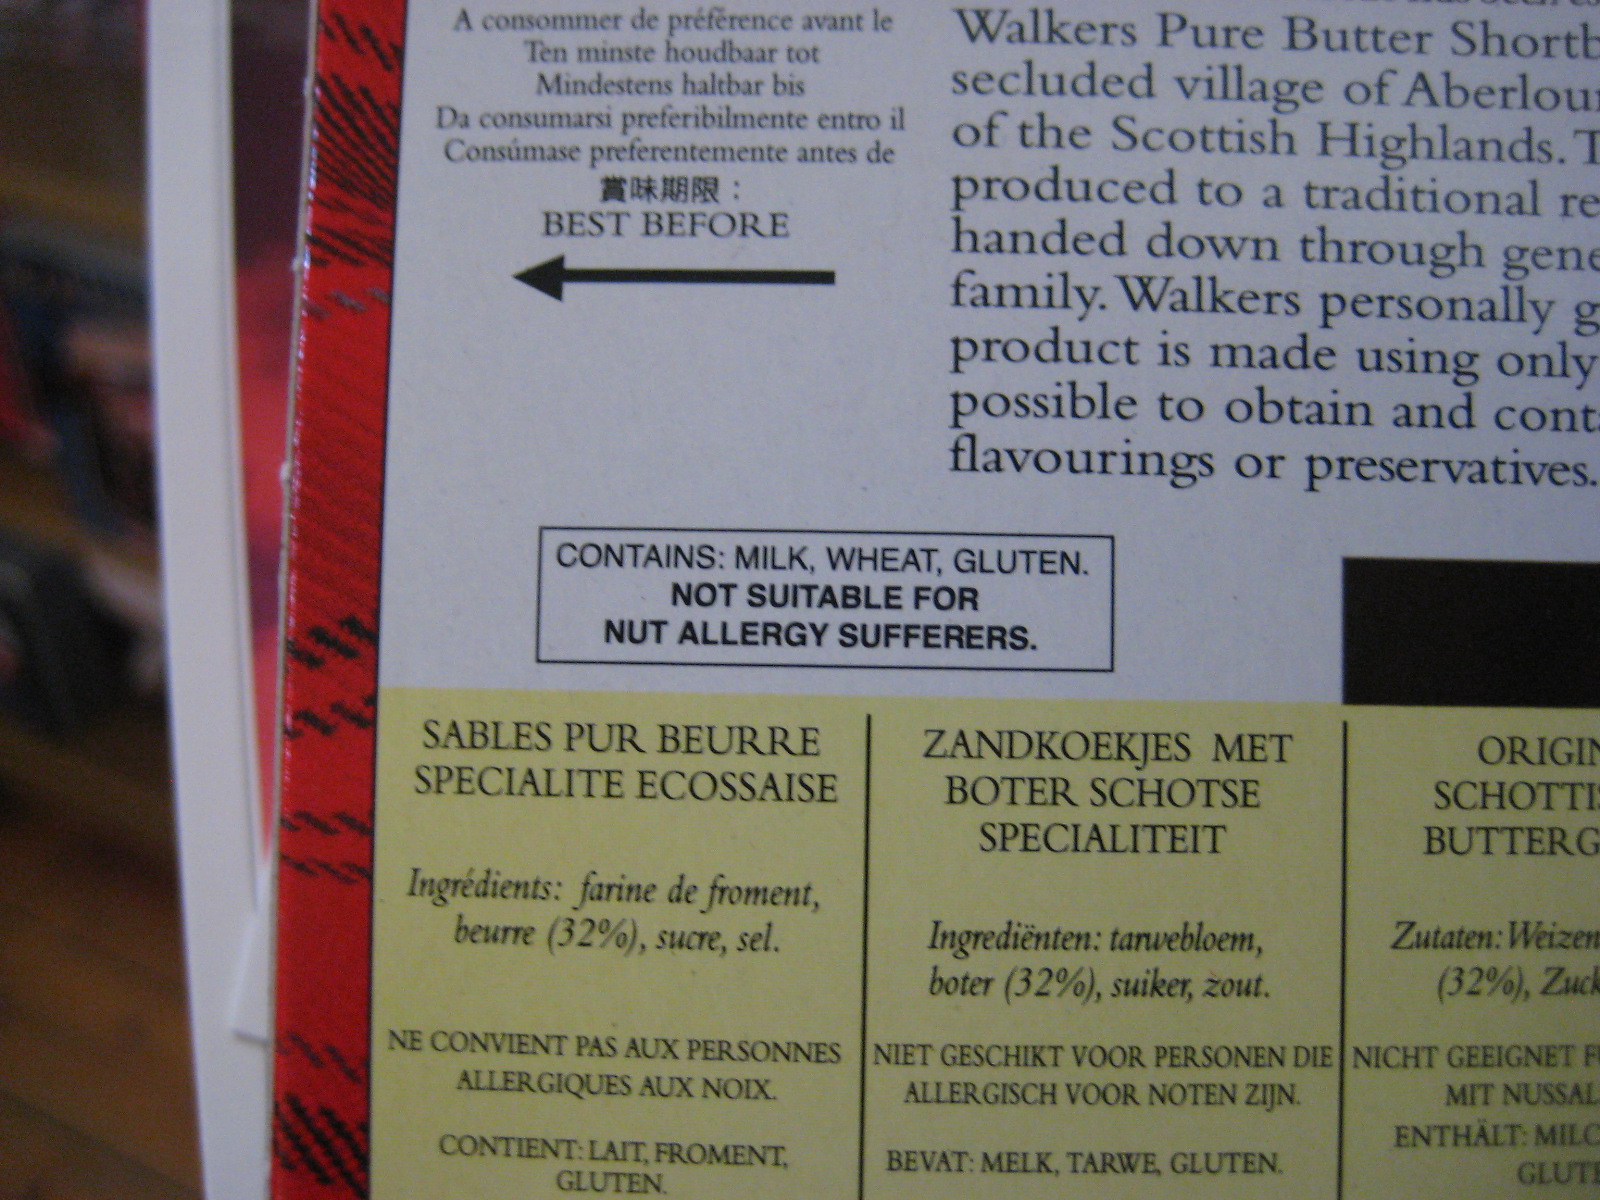 A consommer de préférence avant le
Ten minste houdbaar tot
Mindestens haltbar bis
Da consumarsi preferibilmente entro il
Consúmase preferentemente antes de
賞味期限：
BEST BEFORE
Walkers Pure Butter
secluded village of
of the Scottish Highlands.
produced to a traditional
handed down through
family. Walkers personally
product is made using only
possible to obtain and
flavourings or preservatives.
CONTAINS: MILK, WHEAT, GLUTEN.
NOT SUITABLE FOR
NUT ALLERGY SUFFERERS.
SABLES PUR BEURRE
SPECIALITE ECOSSAISE
Ingrédients: farine de froment,
beurre (32%), sucre, sel.
NE CONVIENT PAS AUX PERSONNES
ALLERGIQUES AUX NOIX.
CONTIENT: LAIT, FROMENT,
GLUTEN.
ZANDKOEKJES MET
BOTER SCHOTSE
SPECIALITEIT
Ingrediënten: tarwebloem,
boter (32%), suiker, zout.
NIET GESCHIKT VOOR PERSONEN DIE
ALLERGISCH VOOR NOTEN ZIJN.
BEVAT: MELK, TARWE, GLUTEN.
Zutaten:
(32%),
NICHT GEEIGNET
MIT
ENTHÄLT: